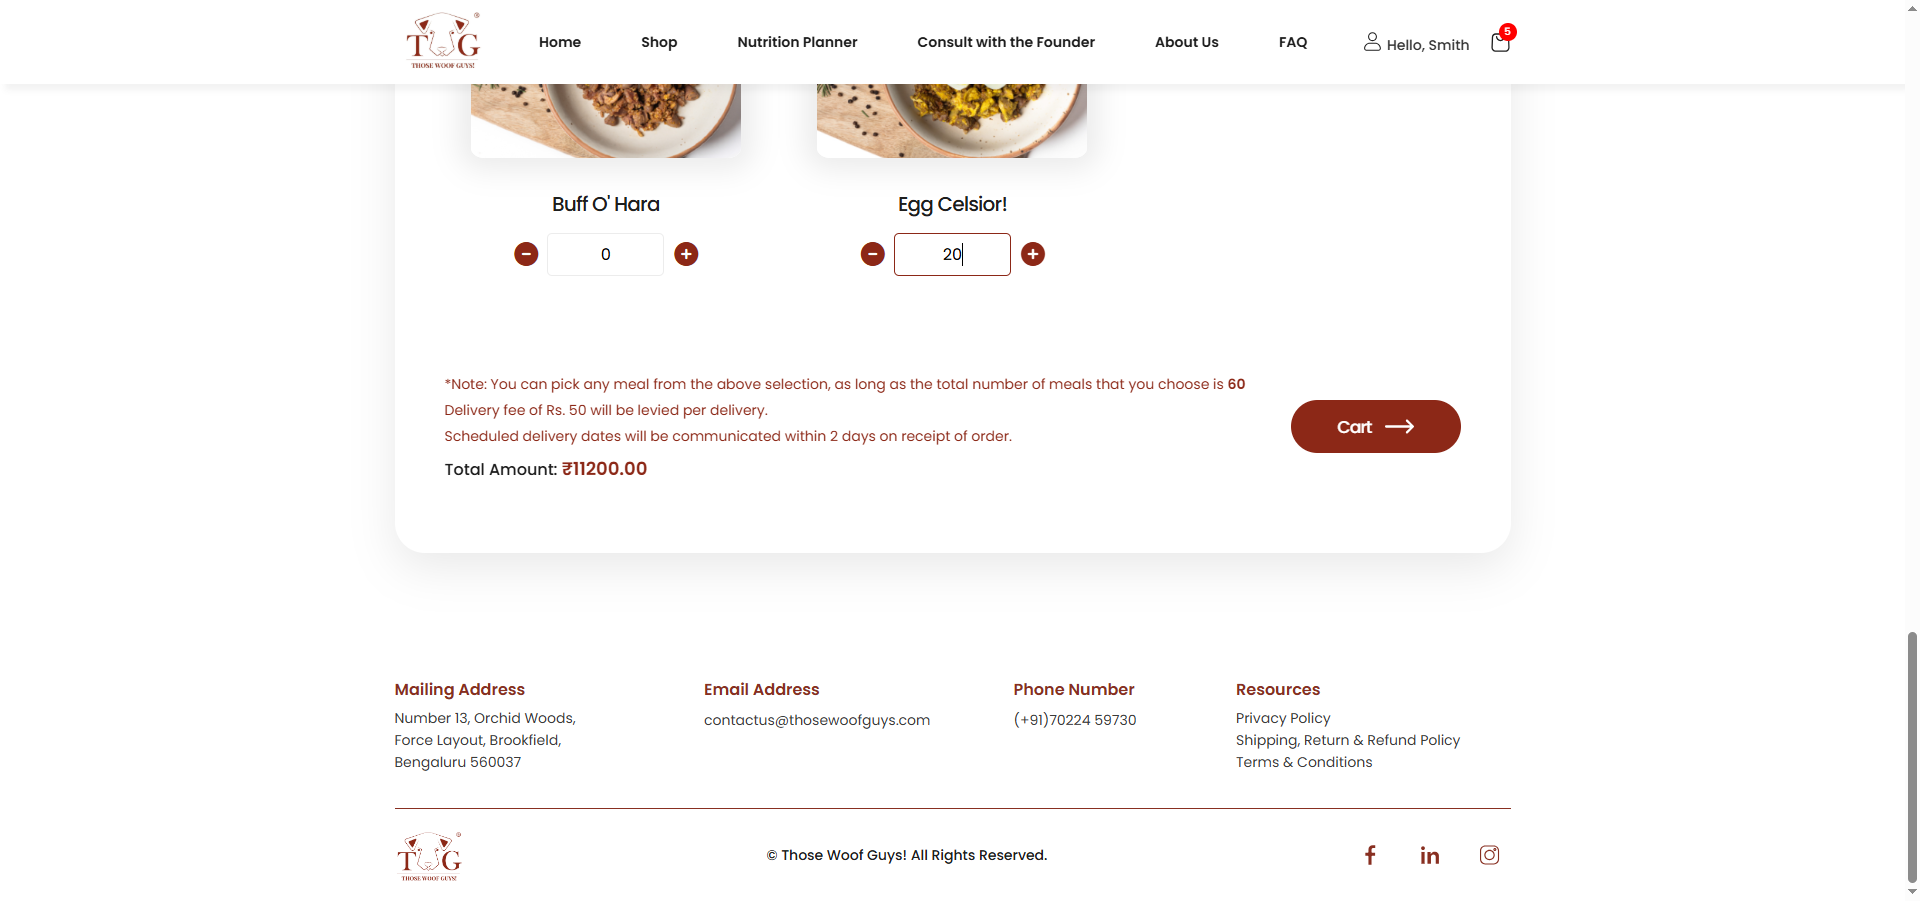 T G ®
THOSE WOOF GUYS!
Home
Shop
Nutrition Planner
Consult with the Founder
About Us
FAQ
Hello, Smith
5
Buff O' Hara
Egg Celsior!
0
20
*Note: You can pick any meal from the above selection, as long as the total number of meals that you choose is 60
Delivery fee of Rs. 50 will be levied per delivery.
Scheduled delivery dates will be communicated within 2 days on receipt of order.
Total Amount: ₹11200.00
Cart
Mailing Address
Number 13, Orchid Woods,
Force Layout, Brookfield,
Bengaluru 560037
Email Address
contactus@thosewoofguys.com
Phone Number
(+91)70224 59730
Resources
Privacy Policy
Shipping, Return & Refund Policy
Terms & Conditions
T G ®
THOSE WOOF GUYS!
© Those Woof Guys! All Rights Reserved.